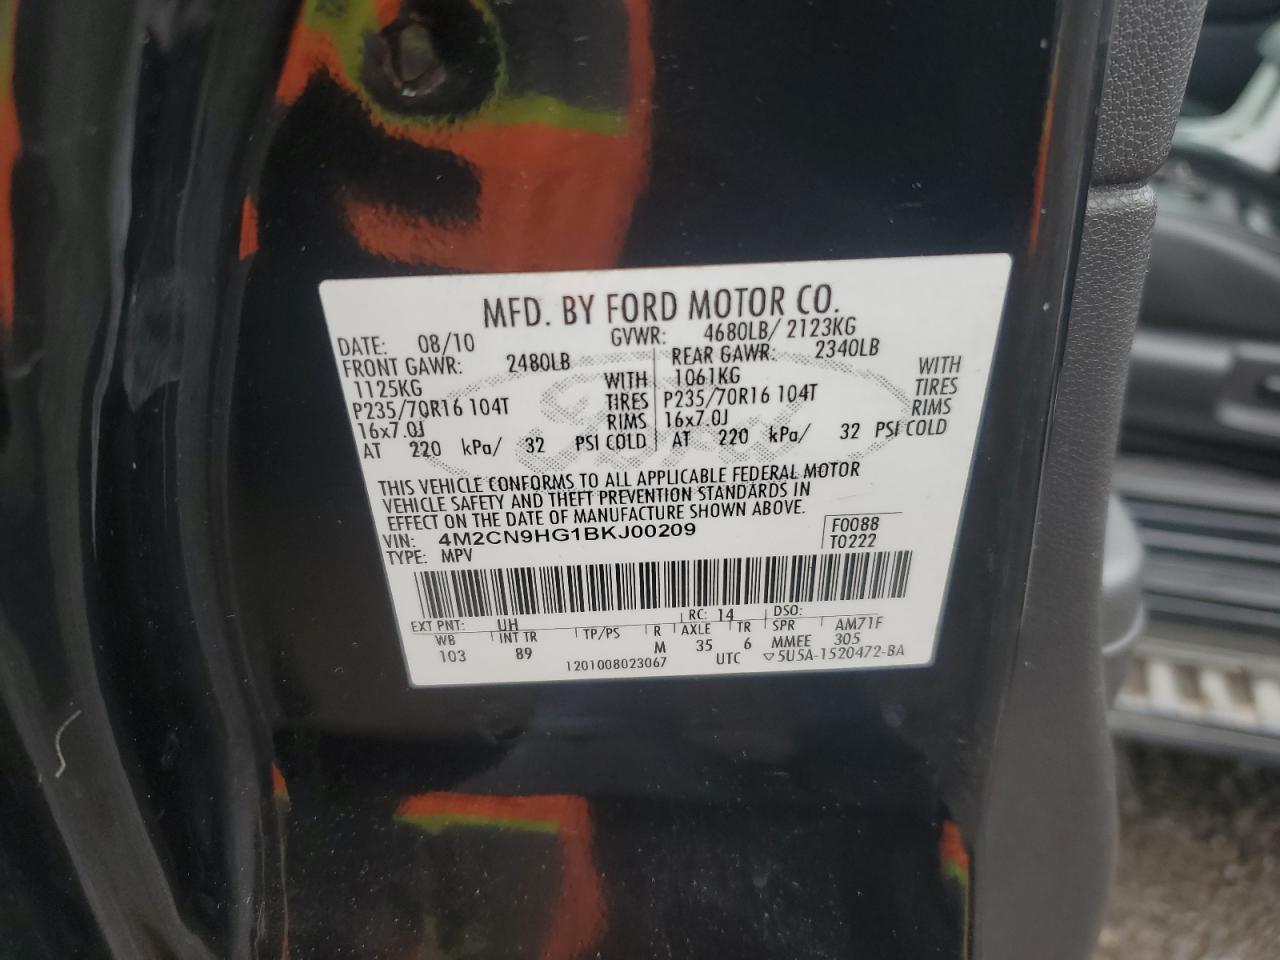 MFD. BY FORD MOTOR CO.
DATE: 08/10 GVWR: 4680LB/ 2123KG
FRONT GAWR: 2480LB REAR GAWR: 2340LB
1125KG WITH 1061KG WITH
P235/70R16 104T TIRES P235/70R16 104T TIRES
16x7.0J RIMS 16x7.0J RIMS
AT 220 kPa/ 32 PSI COLD AT 220 kPa/ 32 PSI COLD
Ford
THIS VEHICLE CONFORMS TO ALL APPLICABLE FEDERAL MOTOR
VEHICLE SAFETY AND THEFT PREVENTION STANDARDS IN
EFFECT ON THE DATE OF MANUFACTURE SHOWN ABOVE.
VIN: 4M2CN9HG1BKJ00209 F0088
TYPE: MPV T0222
EXT PNT: UH RC: 14 DSO:
WB INT TR TP/PS R AXLE TR SPR AM71F
103 89 M 35 6 MMEE 305
1201008023067 UTC ▽5U5A-1520472-BA